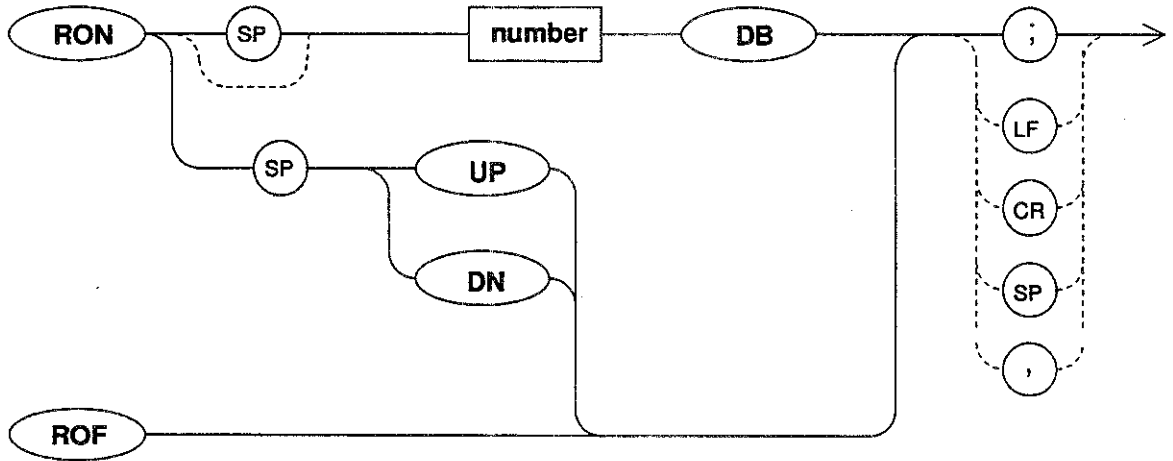 RON SP number DB ;
LF
SP UP
CR
DN SP
,
ROF